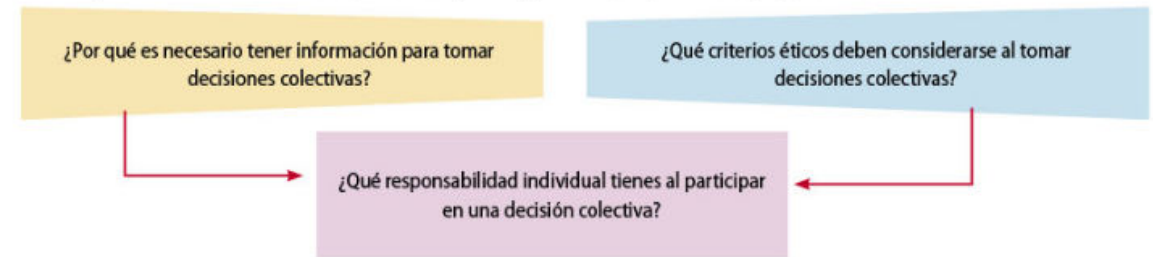 ¿Por qué es necesario tener información para tomar
decisiones colectivas?
¿Qué criterios éticos deben considerarse al tomar
decisiones colectivas?
¿Qué responsabilidad individual tienes al participar
en una decisión colectiva?